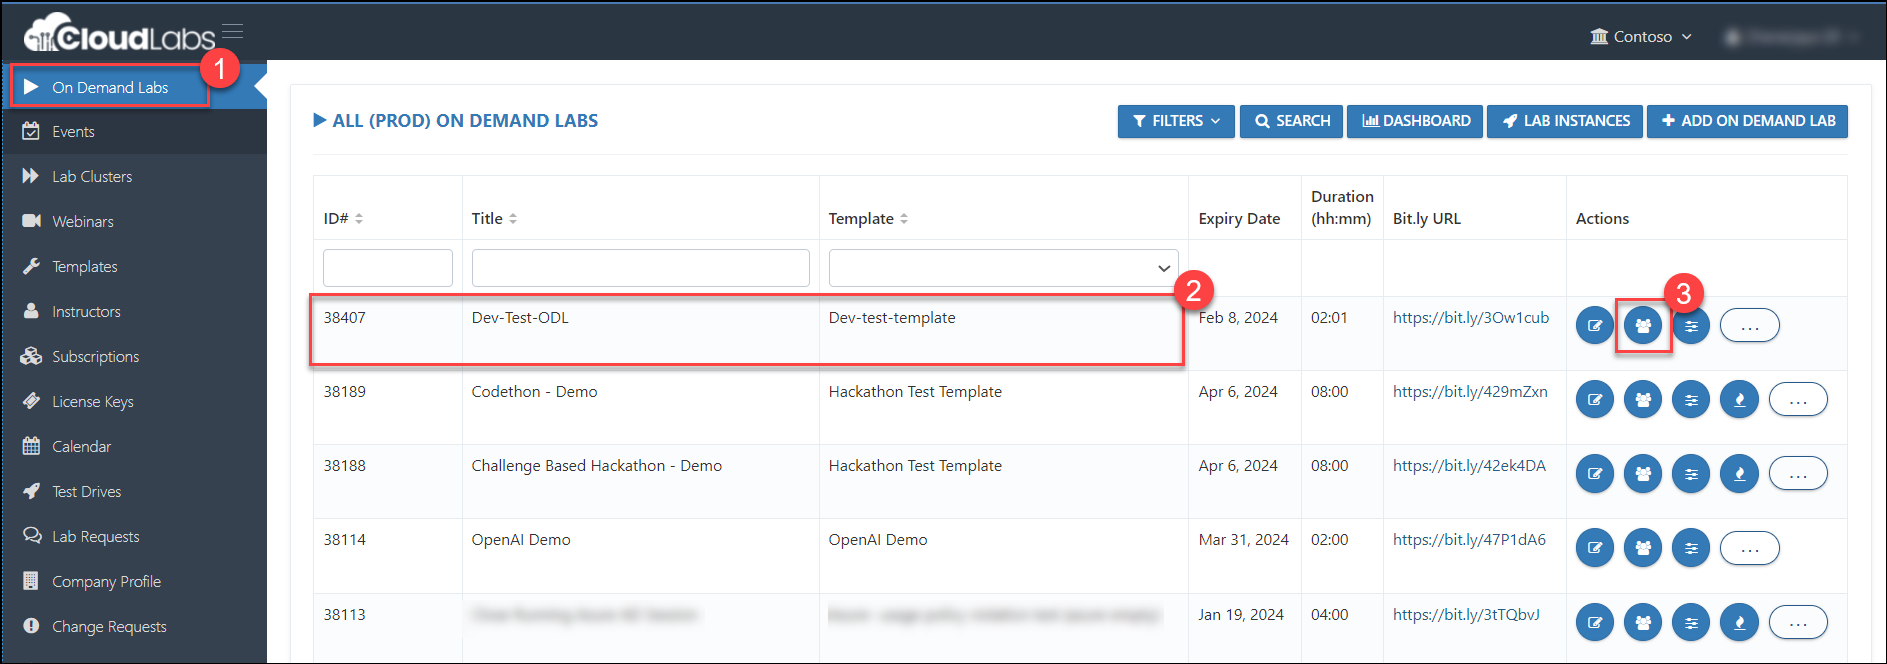 CloudLabs
Contoso
1
On Demand Labs
Events
Lab Clusters
Webinars
Templates
Instructors
Subscriptions
License Keys
Calendar
Test Drives
Lab Requests
Company Profile
Change Requests
ALL (PROD) ON DEMAND LABS
FILTERS SEARCH DASHBOARD LAB INSTANCES + ADD ON DEMAND LAB
ID# Title Template Expiry Date Duration (hh:mm) Bit.ly URL Actions
2
3
38407 Dev-Test-ODL Dev-test-template Feb 8, 2024 02:01 https://bit.ly/3Ow1cub ...
38189 Codethon - Demo Hackathon Test Template Apr 6, 2024 08:00 https://bit.ly/429mZxn ...
38188 Challenge Based Hackathon - Demo Hackathon Test Template Apr 6, 2024 08:00 https://bit.ly/42ek4DA ...
38114 OpenAI Demo OpenAI Demo Mar 31, 2024 02:00 https://bit.ly/47P1dA6 ...
38113 Jan 19, 2024 04:00 https://bit.ly/3tTQbvJ ...